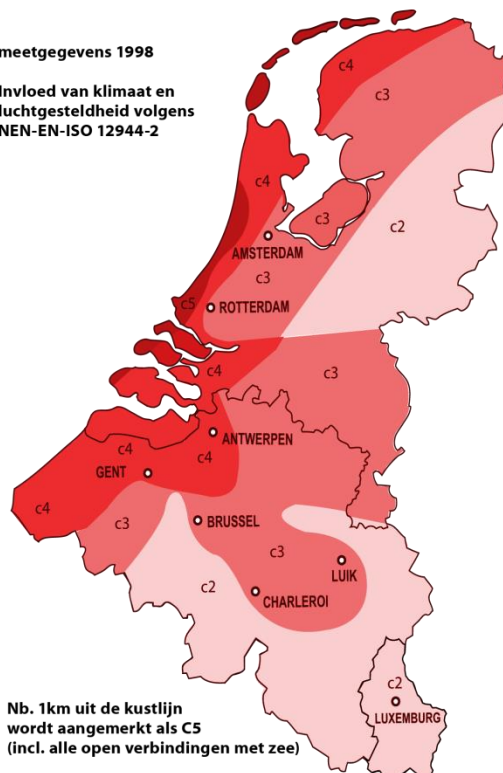 meetgegevens 1998
Invloed van klimaat en
luchtgesteldheid volgens
NEN-EN-ISO 12944-2
c4
c3
c4
c3
c2
AMSTERDAM
c3
c5
ROTTERDAM
c4
c3
ANTWERPEN
c4
c4
GENT
c4
BRUSSEL
c3
c3
LUIK
c2
CHARLEROI
c2
LUXEMBURG
Nb. 1km uit de kustlijn
wordt aangemerkt als C5
(incl. alle open verbindingen met zee)